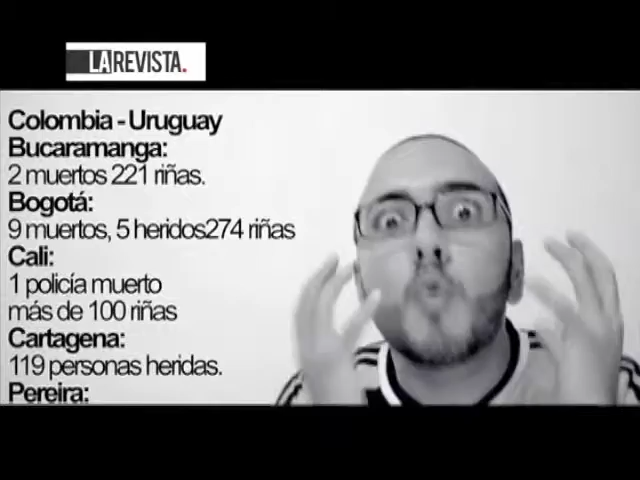 LAREVISTA.
Colombia - Uruguay
Bucaramanga:
2 muertos 221 riñas.
Bogotá:
9 muertos, 5 heridos274 riñas
Cali:
1 policía muerto
más de 100 riñas
Cartagena:
119 personas heridas.
Pereira: